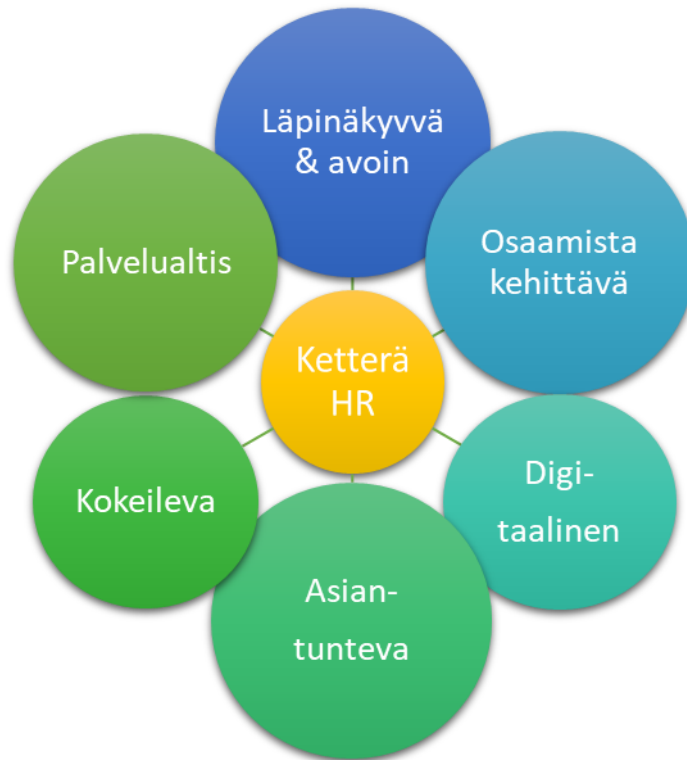 Läpinäkyvä
& avoin
Osaamista
kehittävä
Digi-
taalinen
Asian-
tunteva
Kokeileva
Palvelualtis
Ketterä
HR